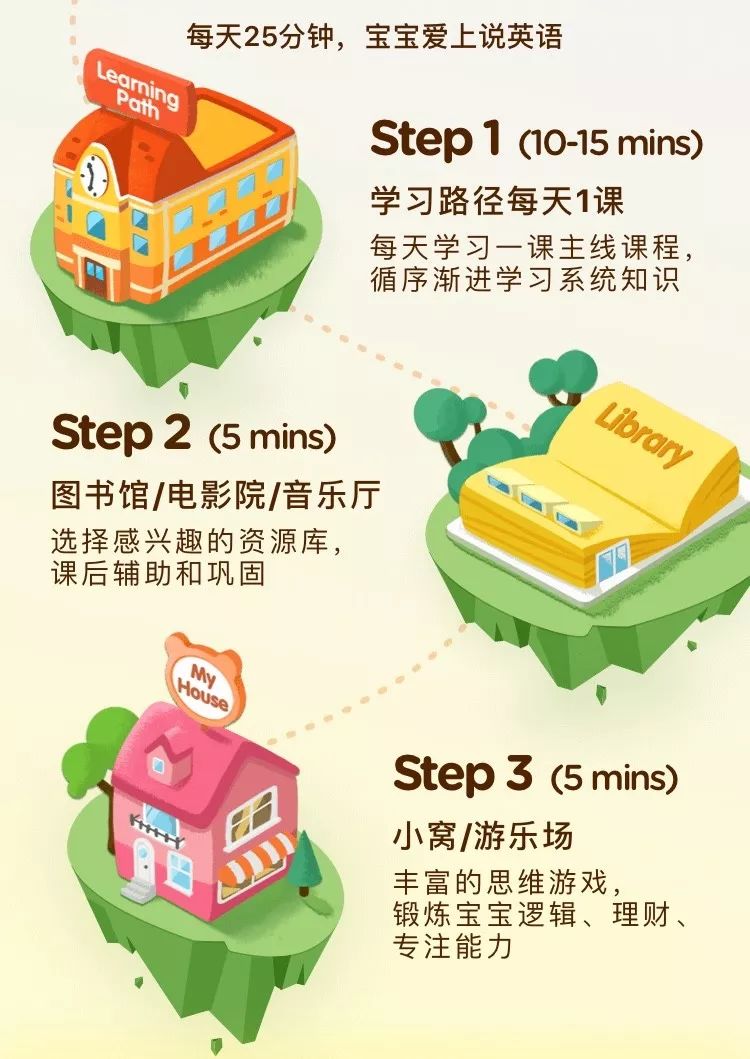 每天25分钟，宝宝爱上说英语
Learning
Path
Step 1 (10-15 mins)
学习路径每天1课
每天学习一课主线课程，
循序渐进学习系统知识
Library
Step 2 (5 mins)
图书馆/电影院/音乐厅
选择感兴趣的资源库，
课后辅助和巩固
My
House
Step 3 (5 mins)
小窝/游乐场
丰富的思维游戏，
锻炼宝宝逻辑、理财、
专注能力